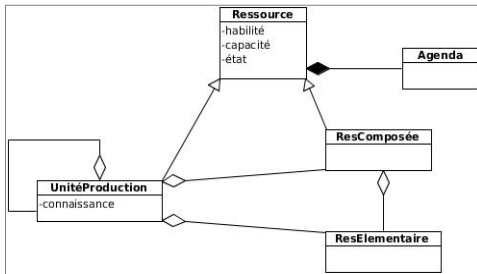 Ressource
-habilité
-capacité
-état
Agenda
ResComposée
UnitéProduction
-connaissance
ResElementaire